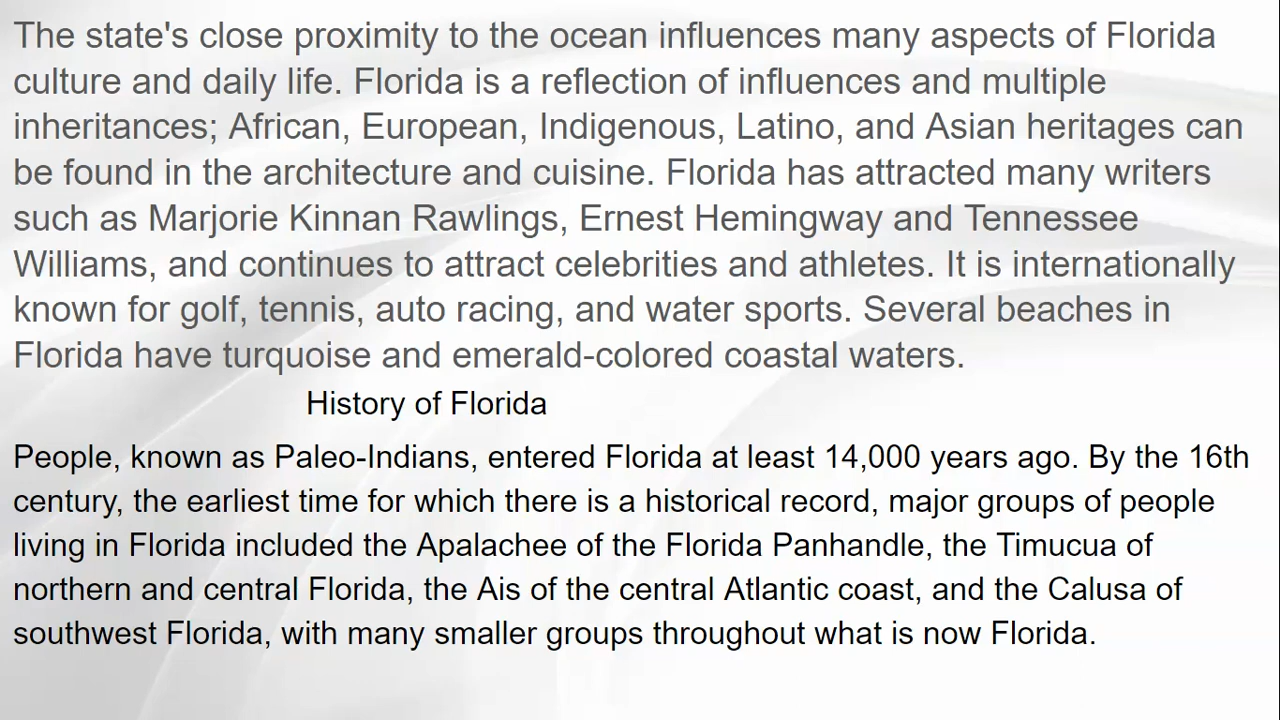 The state's close proximity to the ocean influences many aspects of Florida
culture and daily life. Florida is a reflection of influences and multiple
inheritances; African, European, Indigenous, Latino, and Asian heritages can
be found in the architecture and cuisine. Florida has attracted many writers
such as Marjorie Kinnan Rawlings, Ernest Hemingway and Tennessee
Williams, and continues to attract celebrities and athletes. It is internationally
known for golf, tennis, auto racing, and water sports. Several beaches in
Florida have turquoise and emerald-colored coastal waters.
History of Florida
People, known as Paleo-Indians, entered Florida at least 14,000 years ago. By the 16th
century, the earliest time for which there is a historical record, major groups of people
living in Florida included the Apalachee of the Florida Panhandle, the Timucua of
northern and central Florida, the Ais of the central Atlantic coast, and the Calusa of
southwest Florida, with many smaller groups throughout what is now Florida.